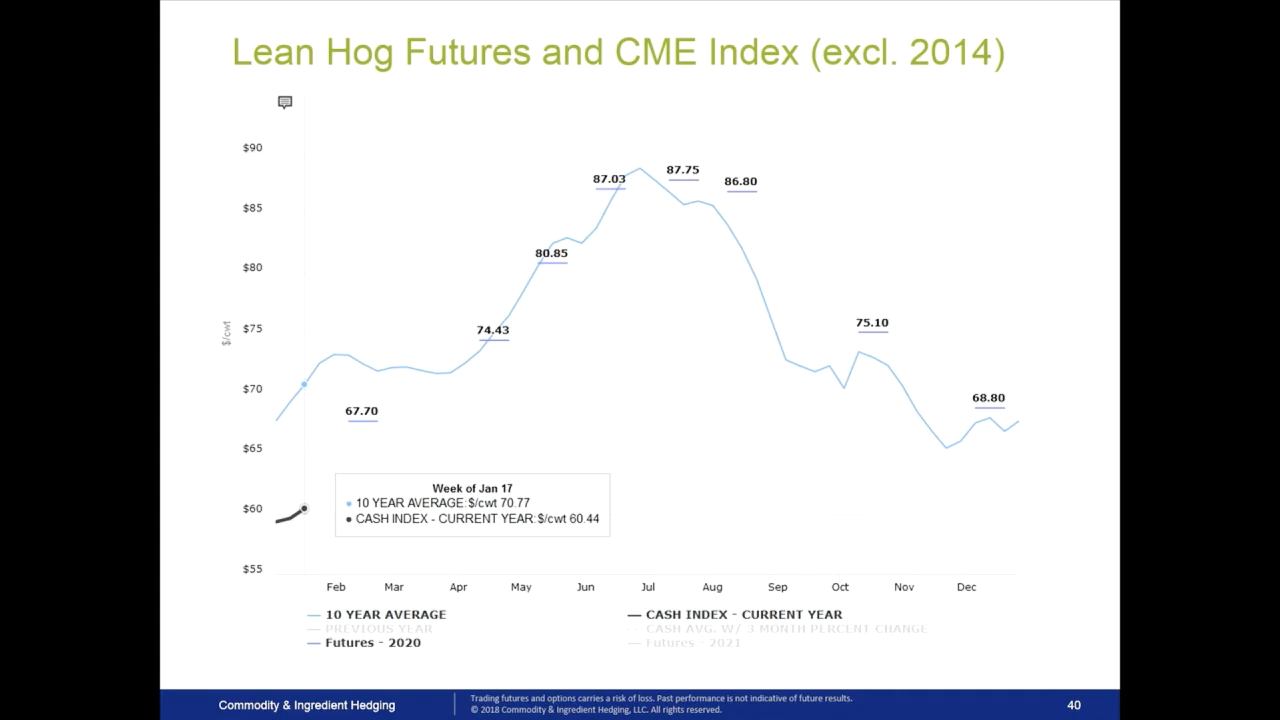 Lean Hog Futures and CME Index (excl. 2014)
$90
$85
$80
$75
$70
$65
$60
$55
$/cwt
87.03
87.75
86.80
80.85
74.43
75.10
67.70
68.80
Week of Jan 17
10 YEAR AVERAGE: $/cwt 70.77
CASH INDEX - CURRENT YEAR: $/cwt 60.44
Feb Mar Apr May Jun Jul Aug Sep Oct Nov Dec
10 YEAR AVERAGE
CASH INDEX - CURRENT YEAR
PREVIOUS YEAR
CASH AVG. W/ 3 MONTH PERCENT CHANGE
Futures - 2020
Futures - 2021
Commodity & Ingredient Hedging
Trading futures and options carries a risk of loss. Past performance is not indicative of future results.
© 2018 Commodity & Ingredient Hedging, LLC. All rights reserved.
40